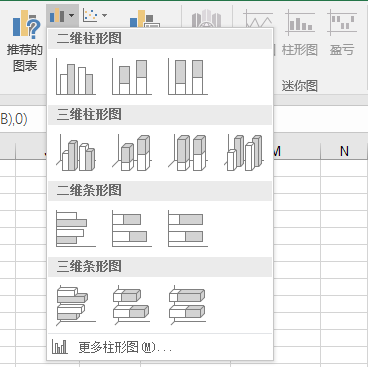 推荐的
图表
柱形图
盈亏
迷你图
二维柱形图
B),0)
三维柱形图
M
N
二维条形图
三维条形图
更多柱形图(M)...